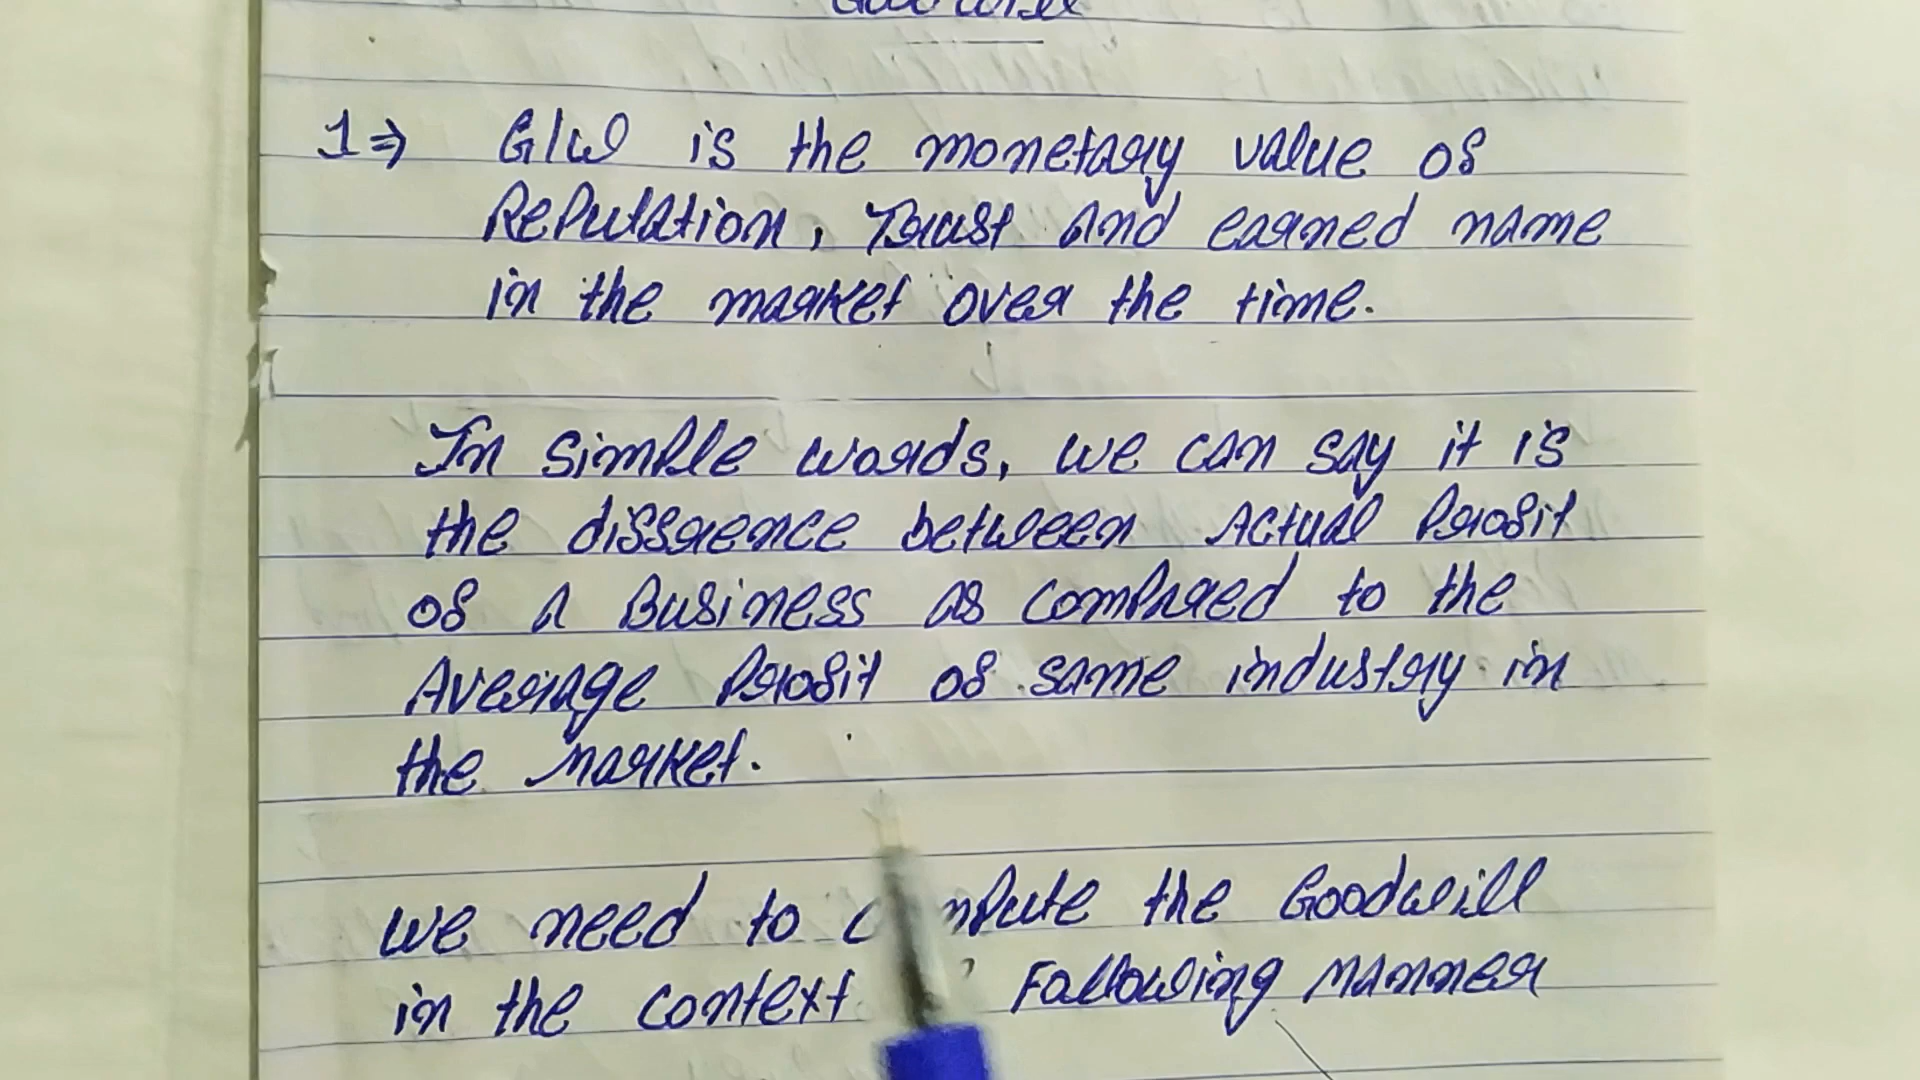 Goodwill
1⇒ G/w is the monetary value of
Reputation, Trust and earned name
in the market over the time.
In simple words, we can say it is
the diffrence between Actual Profit
of a Business as compared to the
Average Profit of same industry in
the market.
we need to the Goodwill
in the context Following Manner